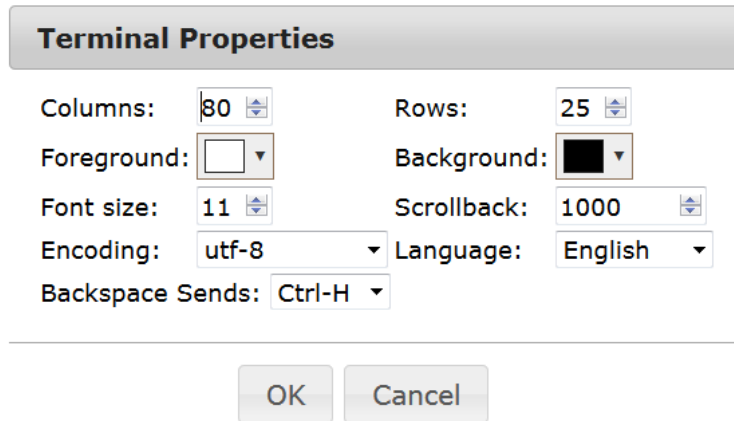 Terminal Properties
Columns: 80 Rows: 25
Foreground: Background:
Font size: 11 Scrollback: 1000
Encoding: utf-8 Language: English
Backspace Sends: Ctrl-H
OK Cancel